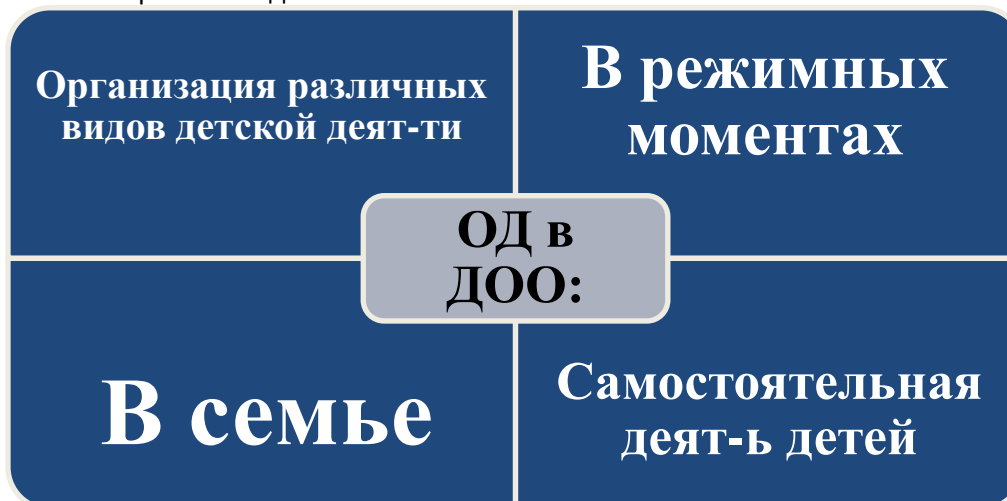 Организация различных
видов детской деят-ти
В режимных
моментах
ОД в
ДОО:
В семье
Самостоятельная
деят-ь детей